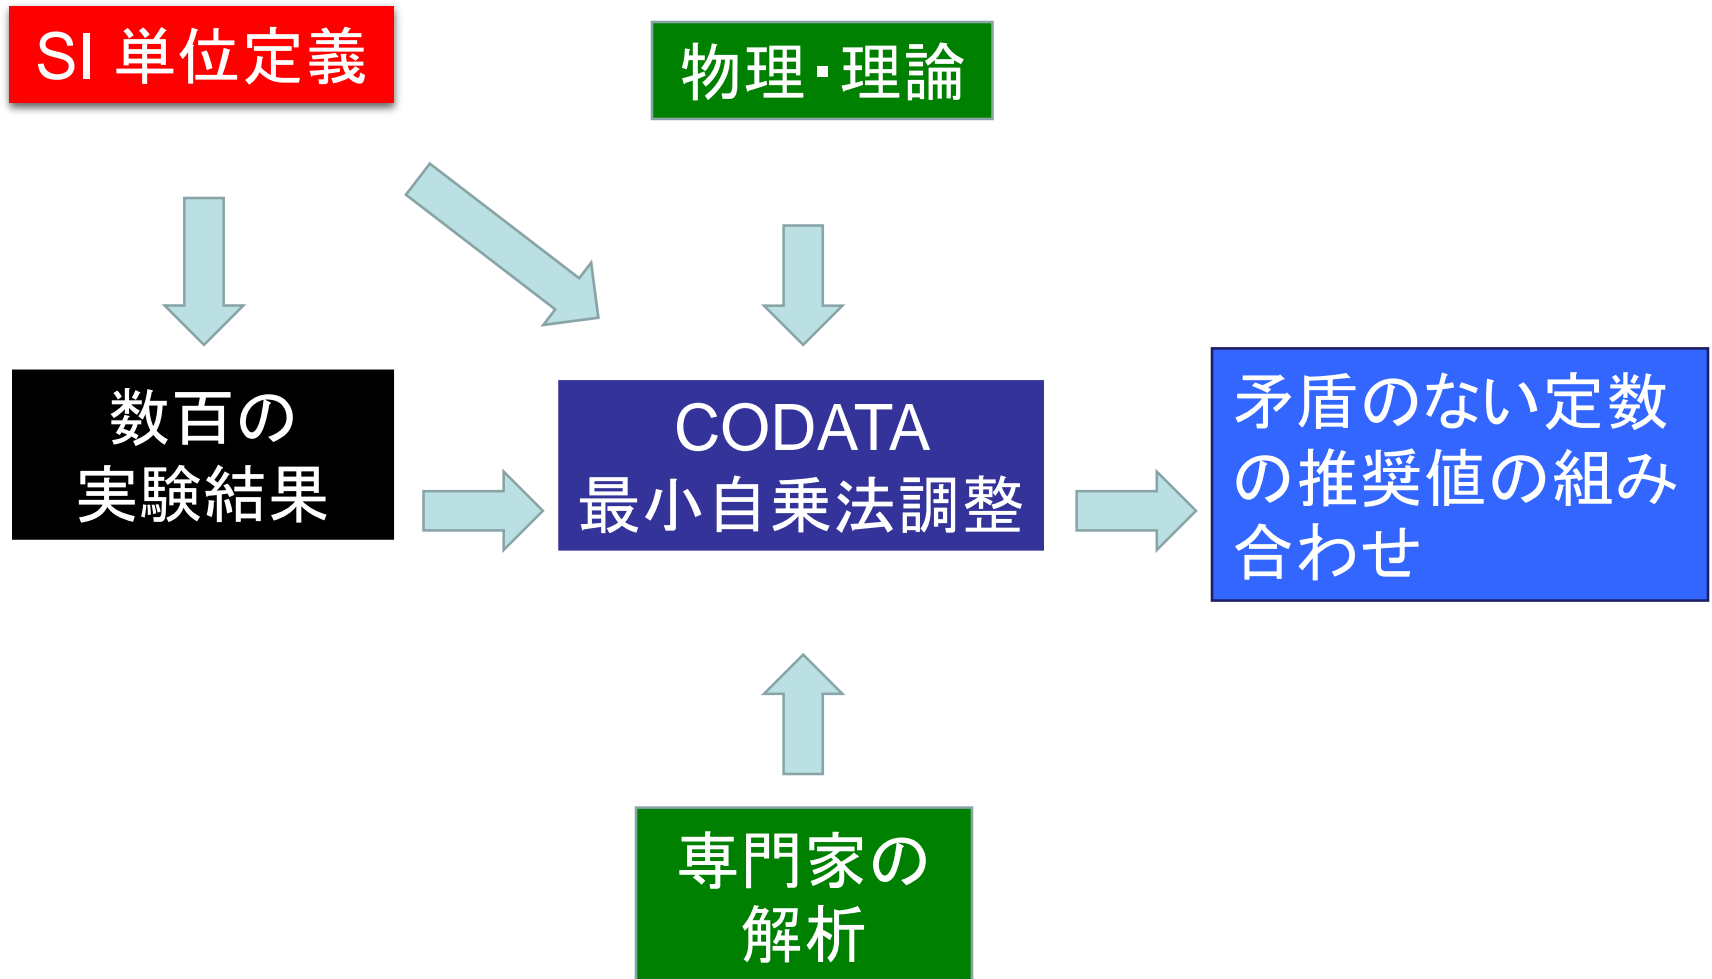 SI 単位定義
物理・理論
数百の
実験結果
CODATA
最小自乗法調整
矛盾のない定数
の推奨値の組み
合わせ
専門家の
解析